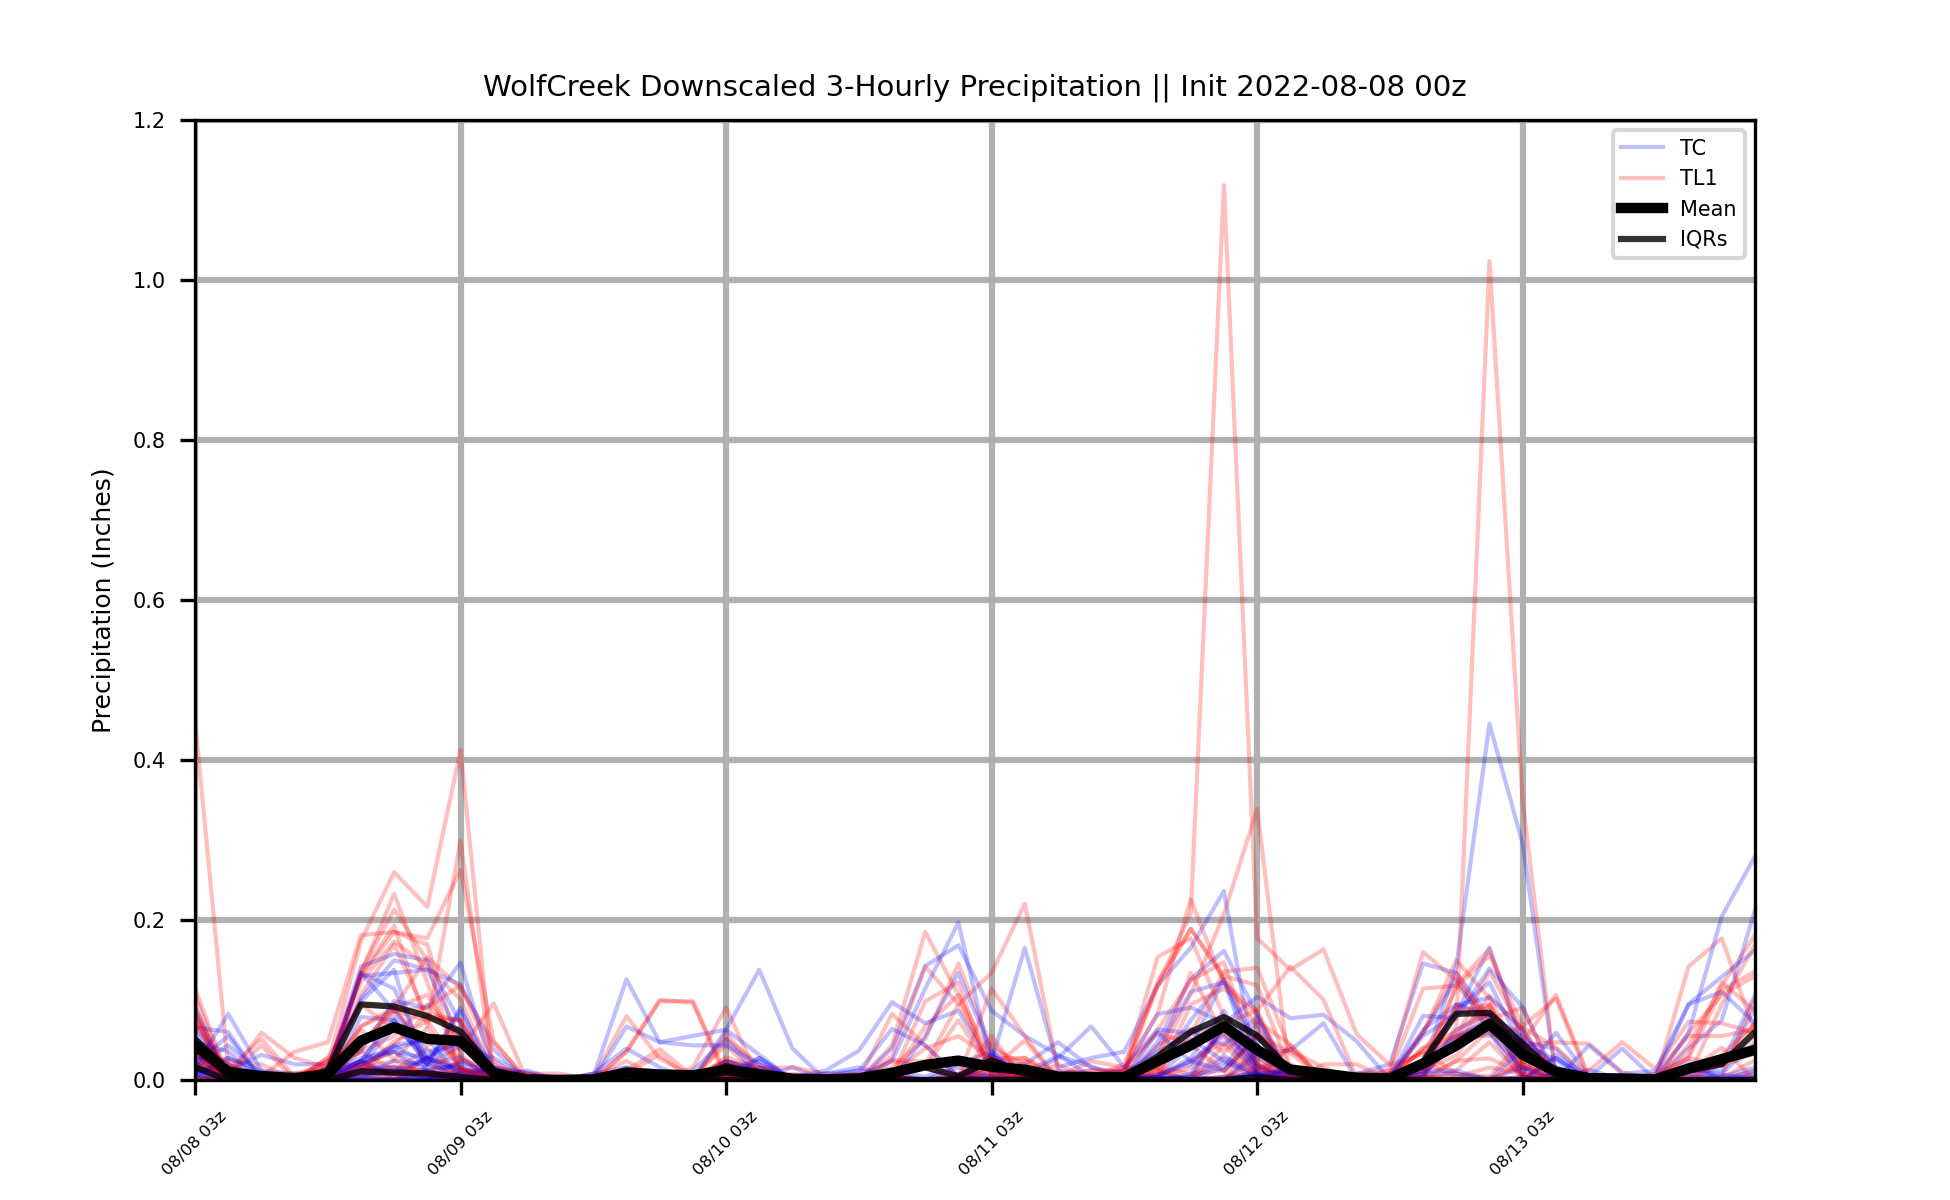 WolfCreek Downscaled 3-Hourly Precipitation || Init 2022-08-08 00z
TC
TL1
Mean
IQRs
Precipitation (Inches)
1.2
1.0
0.8
0.6
0.4
0.2
0.0
08/08 03z
08/09 03z
08/10 03z
08/11 03z
08/12 03z
08/13 03z